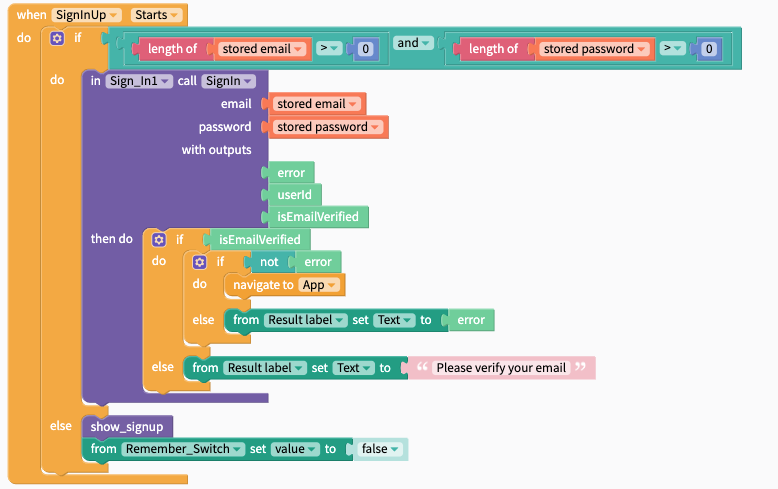 when SignInUp Starts
do if length of stored email > 0 and length of stored password > 0
do in Sign_In1 call SignIn
email stored email
password stored password
with outputs
error
userId
isEmailVerified
then do if isEmailVerified
do if not error
do navigate to App
else from Result label set Text to error
else from Result label set Text to “ Please verify your email ”
else show_signup
from Remember_Switch set value to false